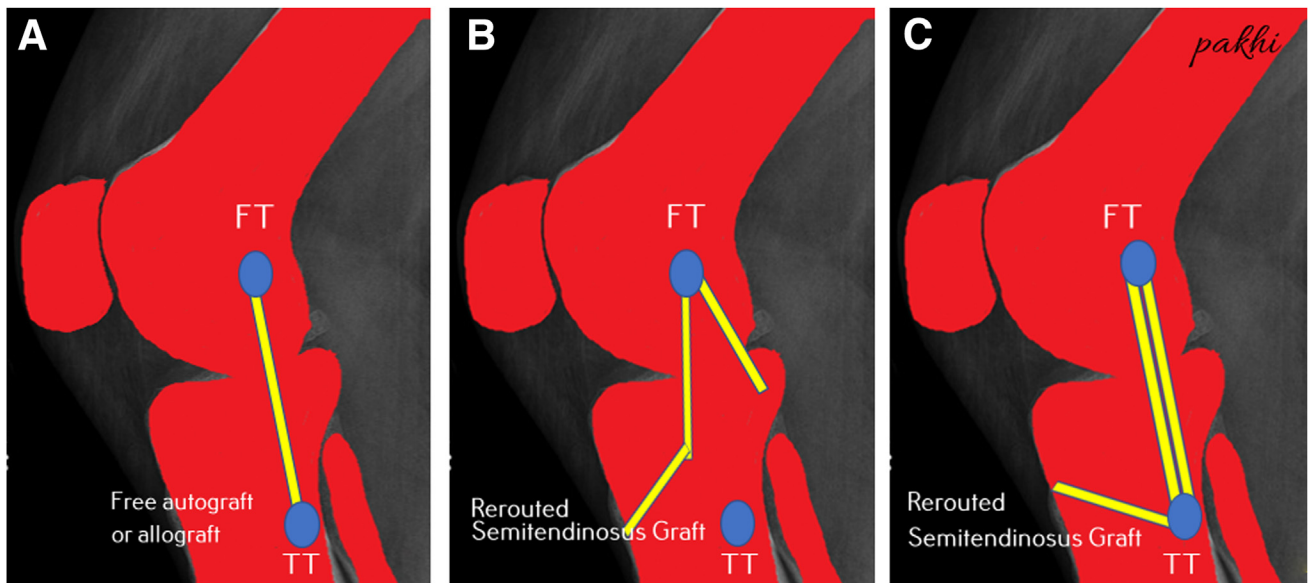 A
FT
Free autograft
or allograft
TT
B
FT
Rerouted
Semitendinosus Graft
TT
C
pakhi
FT
Rerouted
Semitendinosus Graft
TT